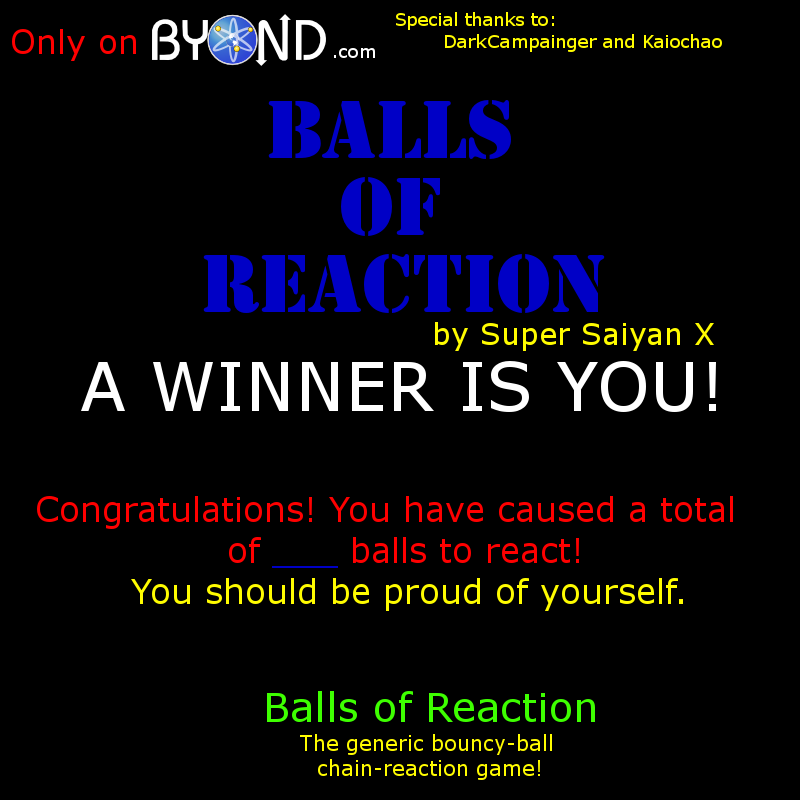 Only on BYOND.com
Special thanks to:
DarkCampainger and Kaiochao
BALLS
OF
REACTION
by Super Saiyan X
A WINNER IS YOU!
Congratulations! You have caused a total
of ____ balls to react!
You should be proud of yourself.
Balls of Reaction
The generic bouncy-ball
chain-reaction game!